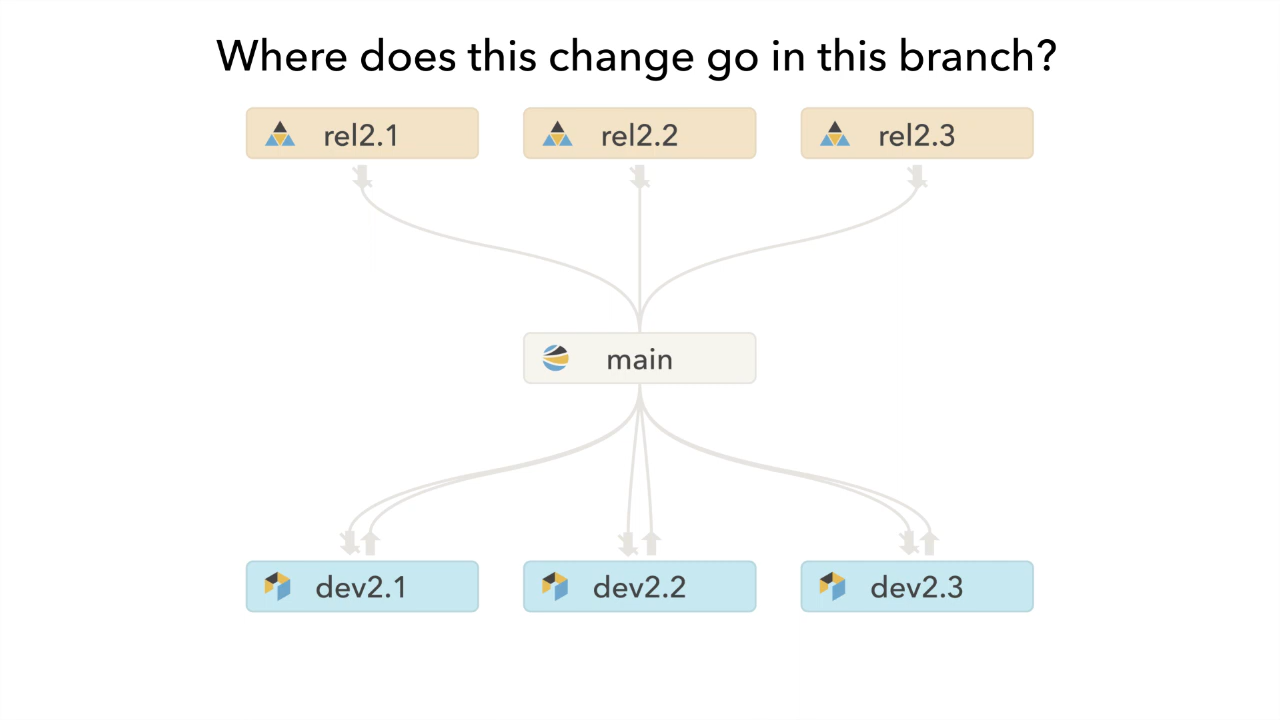 Where does this change go in this branch?
rel2.1
rel2.2
rel2.3
main
dev2.1
dev2.2
dev2.3